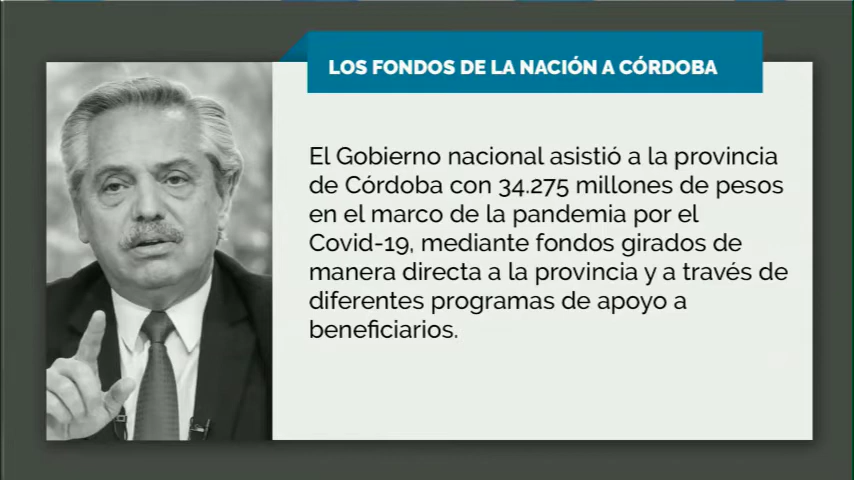 LOS FONDOS DE LA NACIÓN A CÓRDOBA
El Gobierno nacional asistió a la provincia
de Córdoba con 34.275 millones de pesos
en el marco de la pandemia por el
Covid-19, mediante fondos girados de
manera directa a la provincia y a través de
diferentes programas de apoyo a
beneficiarios.